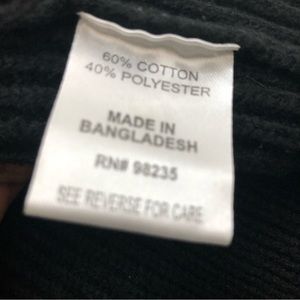 60% COTTON
40% POLYESTER
MADE IN
BANGLADESH
RN# 98235
SEE REVERSE FOR CARE